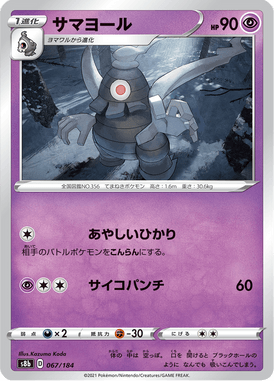 1進化
サマヨール
HP90
ヨマワルから進化
全国図鑑NO.356 てまねきポケモン 高さ:1.6m 重さ:30.6kg
あやしいひかり
相手のバトルポケモンをこんらんにする。
サイコパンチ 60
弱点 ×2 抵抗力 -30 にげる
Illus. Kazuma Koda
s8b D 067/184
体の 中は 空っぽ。 口を 開けると ブラックホールの
ように なんでも 吸いこんでしまう。
©2021 Pokémon/Nintendo/Creatures/GAME FREAK.